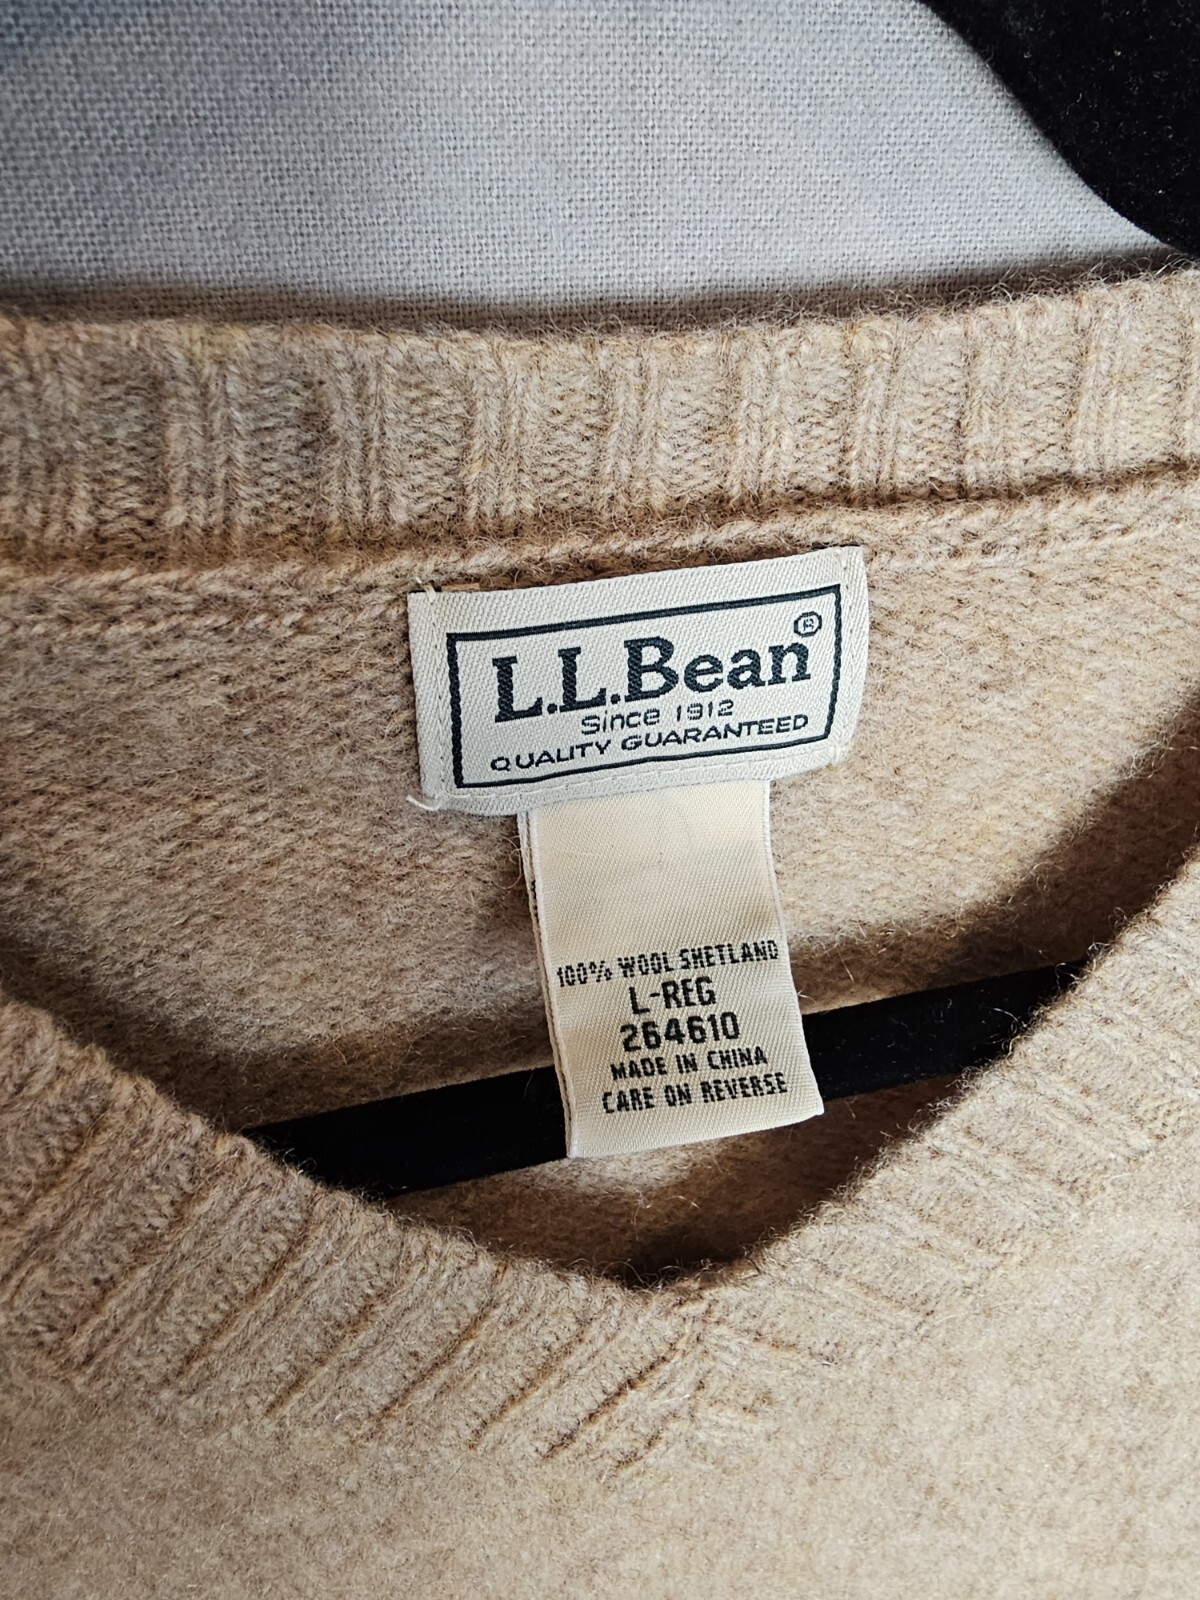 L.L.Bean®
Since 1912
QUALITY GUARANTEED
100% WOOL SHETLAND
L-REG
264610
MADE IN CHINA
CARE ON REVERSE